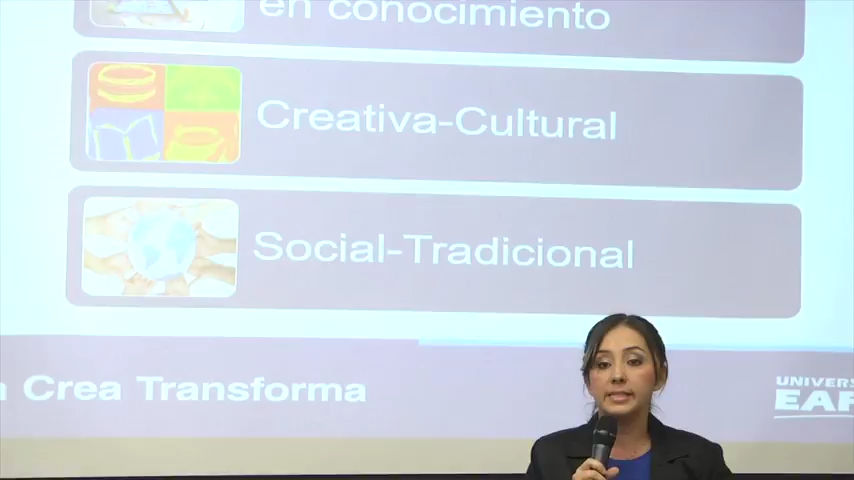 en conocimiento
Creativa-Cultural
Social-Tradicional
Crea Transforma
UNIVERS
EAF